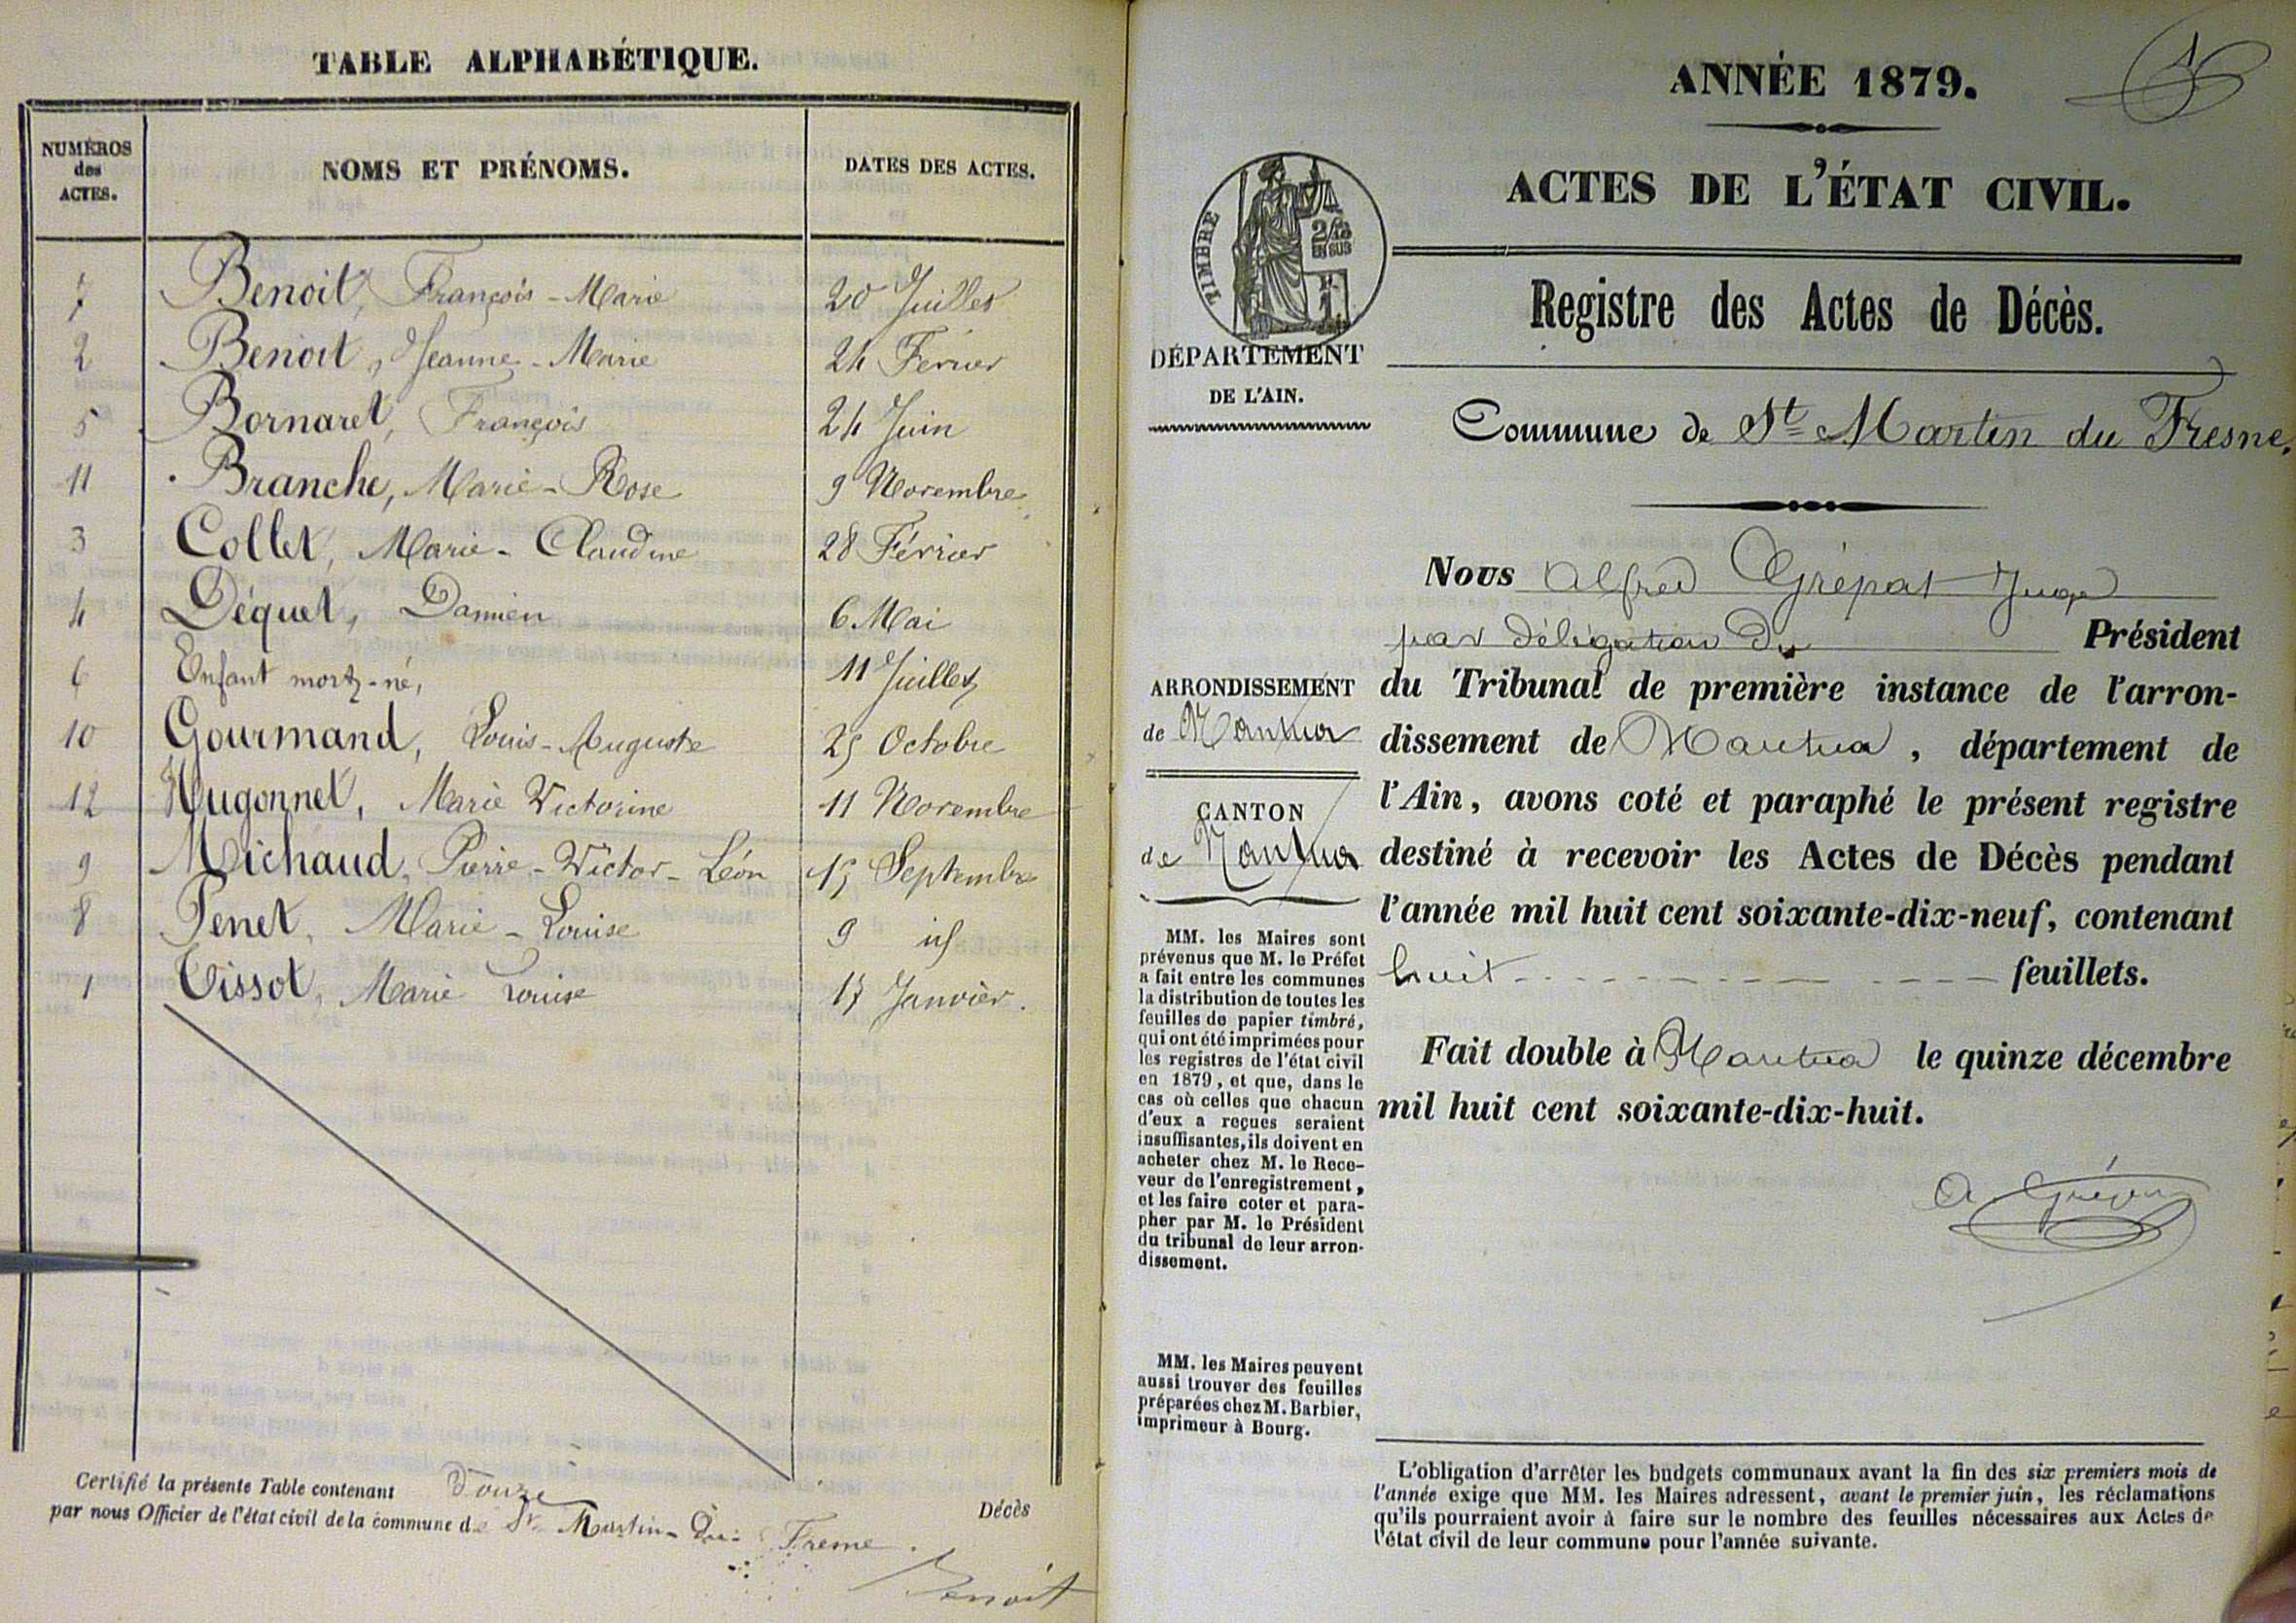 TABLE ALPHABÉTIQUE.
NUMÉROS
des
ACTES.
NOMS ET PRÉNOMS.
DATES DES ACTES.
7 Benoit, François-Marie 20 Juillet
2 Benoit, Jeanne-Marie 24 Février
5 Bornaret, François 24 Juin
11 Branche, Marie-Rose 9 Novembre
3 Collet, Marie-Claudine 28 Février
4 Déquet, Damien 6 Mai
6 Enfant mort-né, 11 Juillet
10 Gourmand, Louis-Auguste 25 Octobre
12 Hugonnet, Marie Victorine 11 Novembre
9 Michaud, Pierre-Victor-Léon 15 Septembre
8 Penet, Marie-Louise 9
1 Tissot, Marie Louise 17 Janvier.
Certifié la présente Table contenant Douze Décès
par nous Officier de l'état civil de la commune de St Martin-du-Fresne.
Benoit
ANNÉE 1879.
ACTES DE L'ÉTAT CIVIL.
TIMBRE
2/10
EN SUS
Registre des Actes de Décès.
DÉPARTEMENT
DE L'AIN.
Commune de St Martin du Fresne.
Nous Alfred Grépat Juge
par délégation du Président
du Tribunal de première instance de l'arron-
dissement de Nantua, département de
l'Ain, avons coté et paraphé le présent registre
destiné à recevoir les Actes de Décès pendant
l'année mil huit cent soixante-dix-neuf, contenant
huit feuillets.
Fait double à Nantua le quinze décembre
mil huit cent soixante-dix-huit.
ARRONDISSEMENT
de Nantua
CANTON
de Nantua
MM. les Maires sont
prévenus que M. le Préfet
a fait entre les communes
la distribution de toutes les
feuilles de papier timbré,
qui ont été imprimées pour
les registres de l'état civil
en 1879, et que, dans le
cas où celles que chacun
d'eux a reçues seraient
insuffisantes, ils doivent en
acheter chez M. le Rece-
veur de l'enregistrement,
et les faire coter et para-
pher par M. le Président
du tribunal de leur arron-
dissement.
MM. les Maires peuvent
aussi trouver des feuilles
préparées chez M. Barbier,
imprimeur à Bourg.
L'obligation d'arrêter les budgets communaux avant la fin des six premiers mois de
l'année exige que MM. les Maires adressent, avant le premier juin, les réclamations
qu'ils pourraient avoir à faire sur le nombre des feuilles nécessaires aux Actes de
l'état civil de leur commune pour l'année suivante.